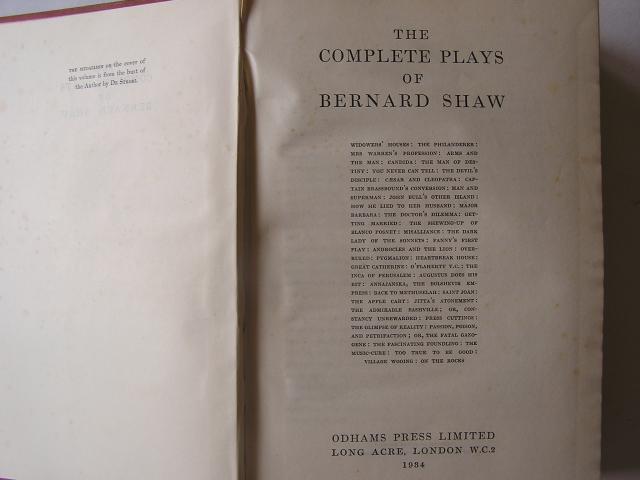 THE MEDALLION on the cover of
this volume is from the bust of
the Author by DE STROBL
THE
COMPLETE PLAYS
OF
BERNARD SHAW
WIDOWERS' HOUSES: THE PHILANDERER:
MRS WARREN'S PROFESSION: ARMS AND
THE MAN: CANDIDA: THE MAN OF DES-
TINY: YOU NEVER CAN TELL: THE DEVIL'S
DISCIPLE: CÆSAR AND CLEOPATRA: CAP-
TAIN BRASSBOUND'S CONVERSION: MAN AND
SUPERMAN: JOHN BULL'S OTHER ISLAND:
HOW HE LIED TO HER HUSBAND: MAJOR
BARBARA: THE DOCTOR'S DILEMMA: GET-
TING MARRIED: THE SHEWING-UP OF
BLANCO POSNET: MISALLIANCE: THE DARK
LADY OF THE SONNETS: FANNY'S FIRST
PLAY: ANDROCLES AND THE LION: OVER-
RULED: PYGMALION: HEARTBREAK HOUSE:
GREAT CATHERINE: O'FLAHERTY V.C.: THE
INCA OF PERUSALEM: AUGUSTUS DOES HIS
BIT: ANNAJANSKA, THE BOLSHEVIK EM-
PRESS: BACK TO METHUSELAH: SAINT JOAN:
THE APPLE CART: JITTA'S ATONEMENT:
THE ADMIRABLE BASHVILLE; OR, CON-
STANCY UNREWARDED: PRESS CUTTINGS:
THE GLIMPSE OF REALITY: PASSION, POISON,
AND PETRIFACTION; OR, THE FATAL GAZO-
GENE: THE FASCINATING FOUNDLING: THE
MUSIC-CURE: TOO TRUE TO BE GOOD:
VILLAGE WOOING: ON THE ROCKS
ODHAMS PRESS LIMITED
LONG ACRE, LONDON W.C.2
1934